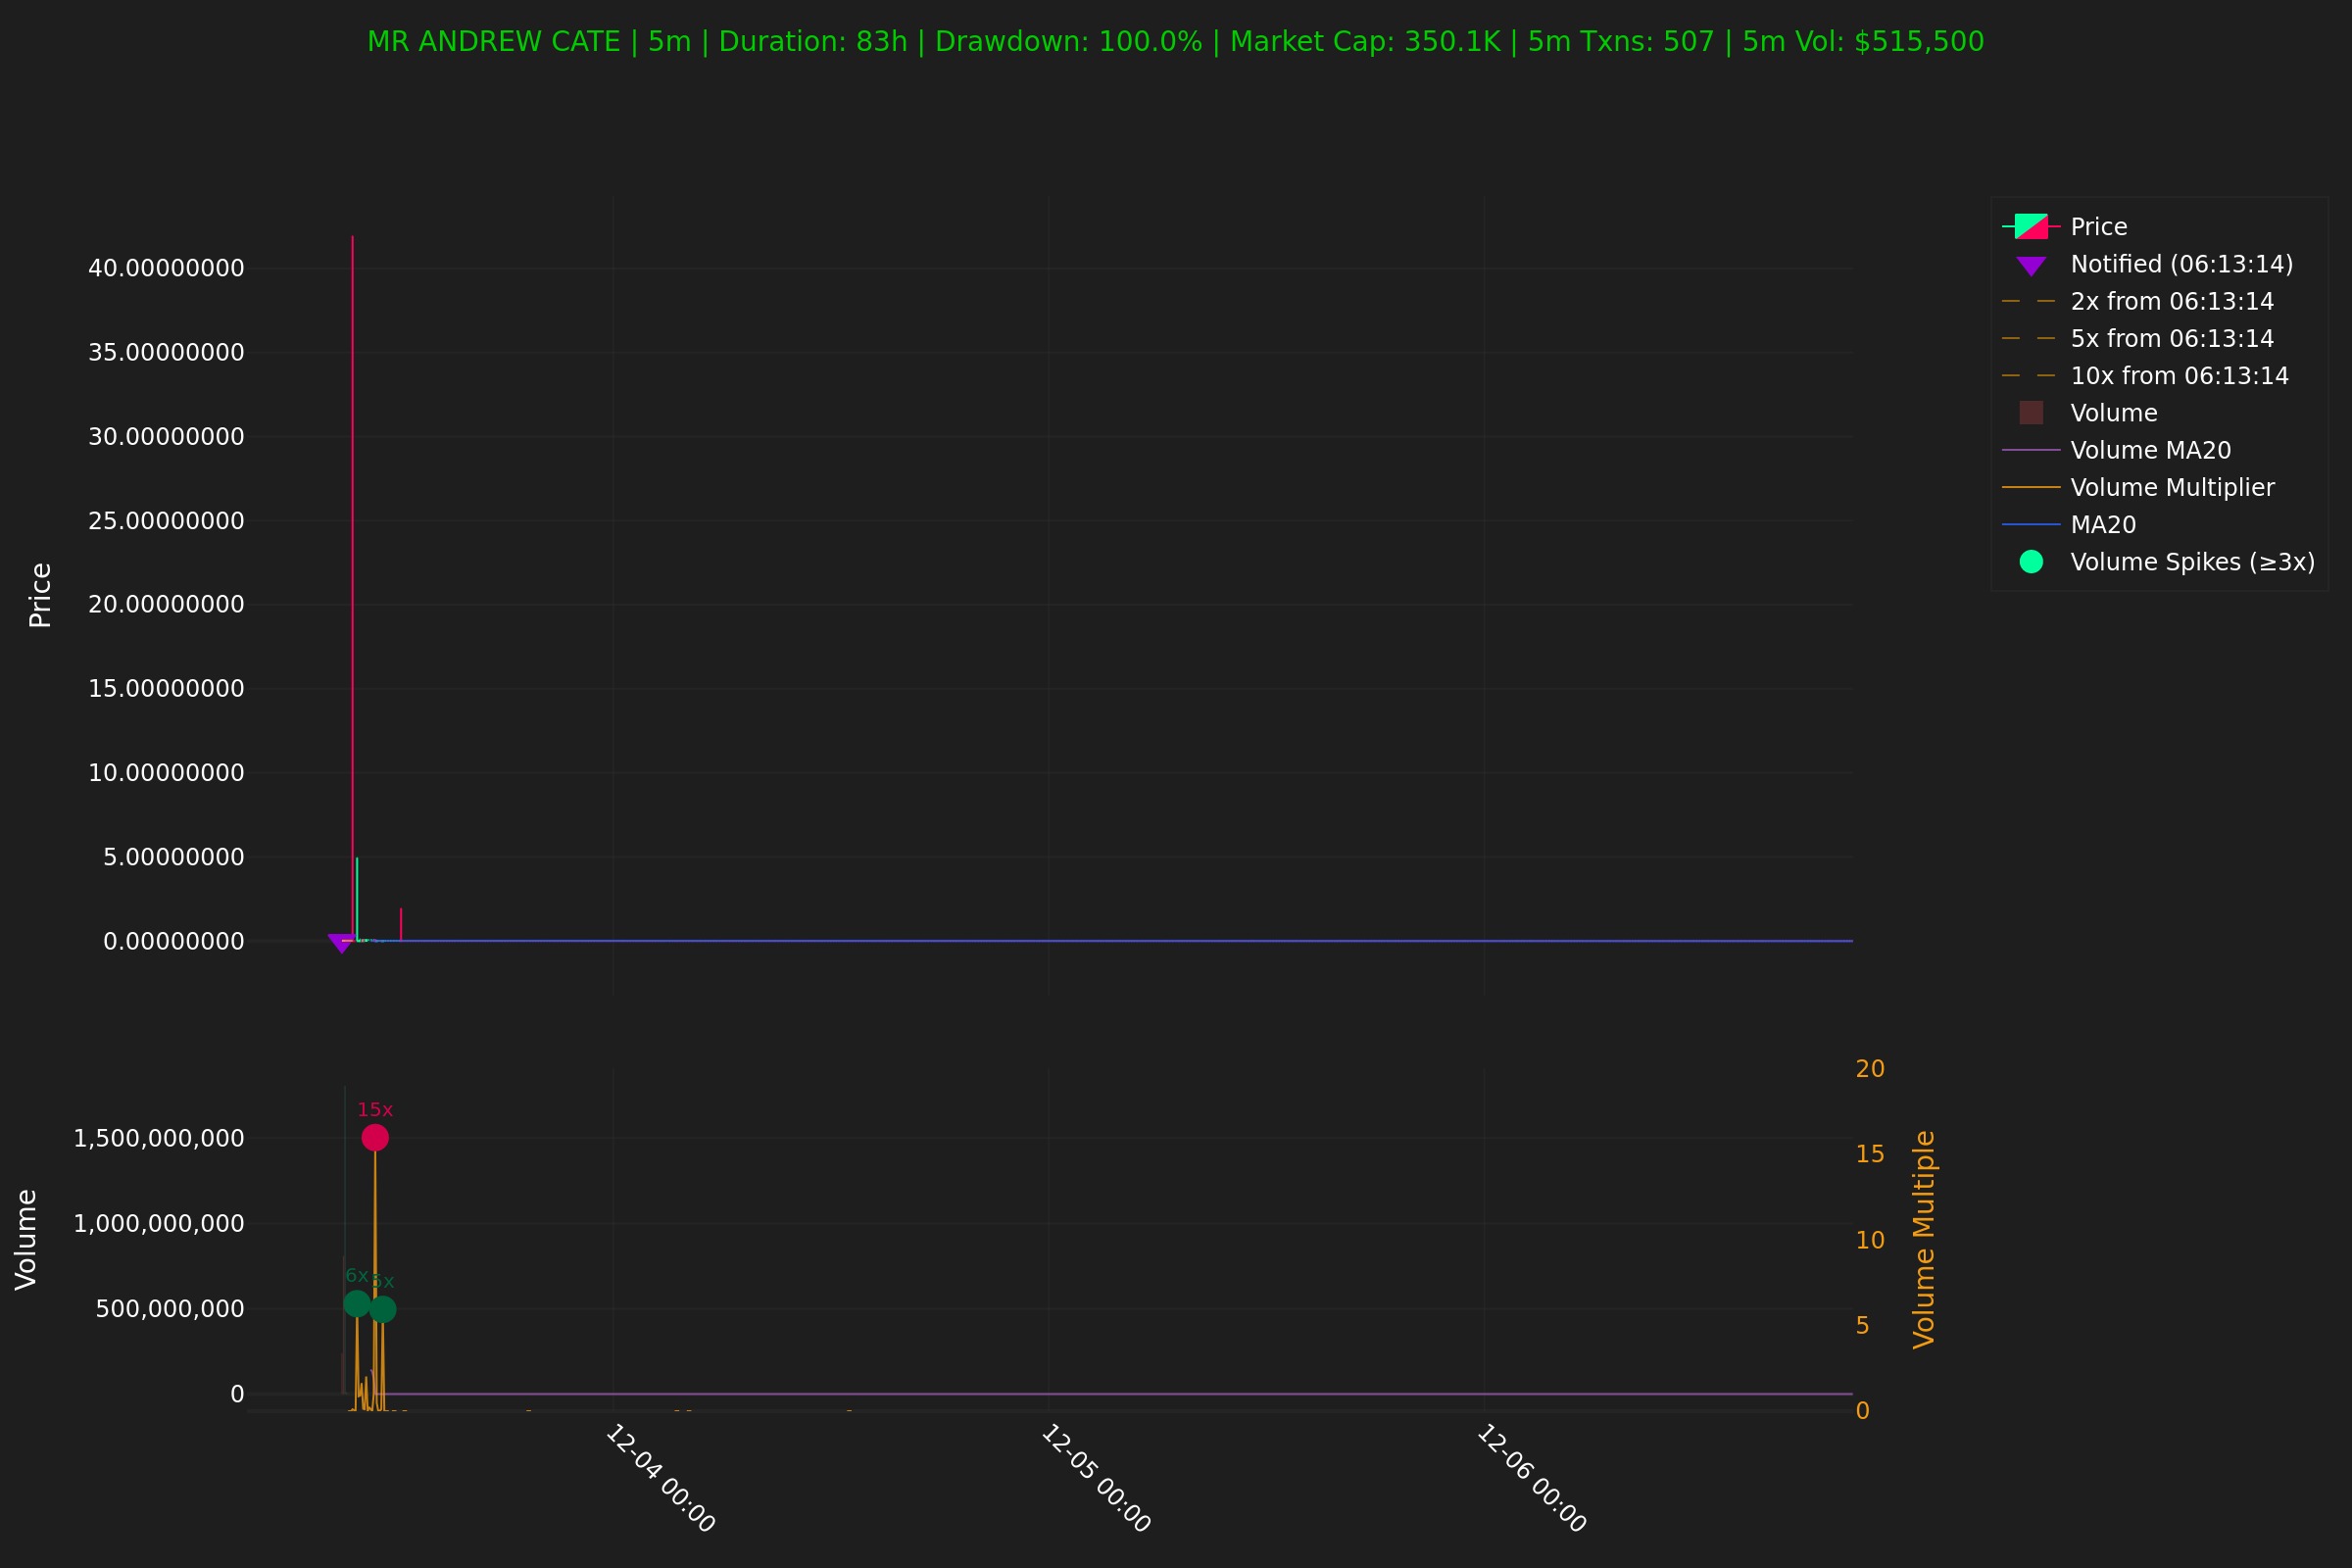 MR ANDREW CATE | 5m | Duration: 83h | Drawdown: 100.0% | Market Cap: 350.1K | 5m Txns: 507 | 5m Vol: $515,500
Price
40.00000000
35.00000000
30.00000000
25.00000000
20.00000000
15.00000000
10.00000000
5.00000000
0.00000000
Price
Notified (06:13:14)
2x from 06:13:14
5x from 06:13:14
10x from 06:13:14
Volume
Volume MA20
Volume Multiplier
MA20
Volume Spikes (≥3x)
Volume
1,500,000,000
1,000,000,000
500,000,000
0
15x
6x
5x
20
15
10
5
0
Volume Multiple
12-04 00:00
12-05 00:00
12-06 00:00